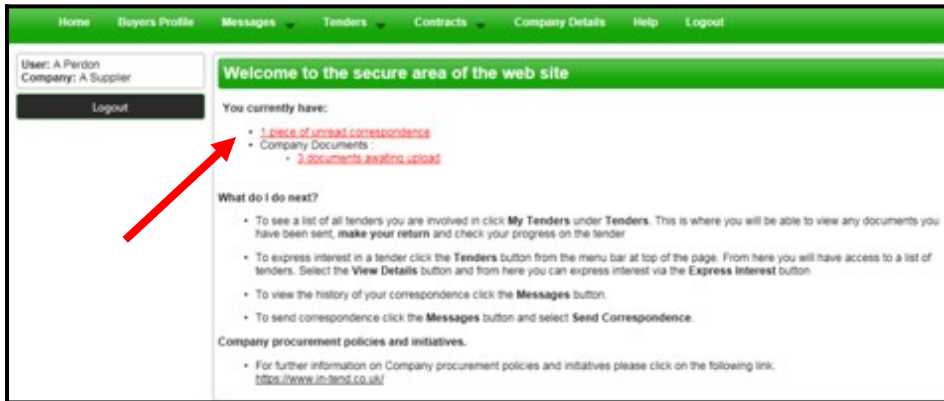 Home Buyers Profile Messages Tenders Contracts Company Details Help Logout
User: A Perdon
Company: A Supplier
Logout
Welcome to the secure area of the web site
You currently have:
1 piece of unread correspondence
Company Documents :
3 documents awating upload
What do I do next?
To see a list of all tenders you are involved in click My Tenders under Tenders. This is where you will be able to view any documents you
have been sent, make your return and check your progress on the tender
To express interest in a tender click the Tenders button from the menu bar at top of the page. From here you will have access to a list of
tenders. Select the View Details button and from here you can express interest via the Express Interest button
To view the history of your correspondence click the Messages button.
To send correspondence click the Messages button and select Send Correspondence.
Company procurement policies and initiatives.
For further information on Company procurement policies and initiatives please click on the following link.
https://www.in-tend.co.uk/